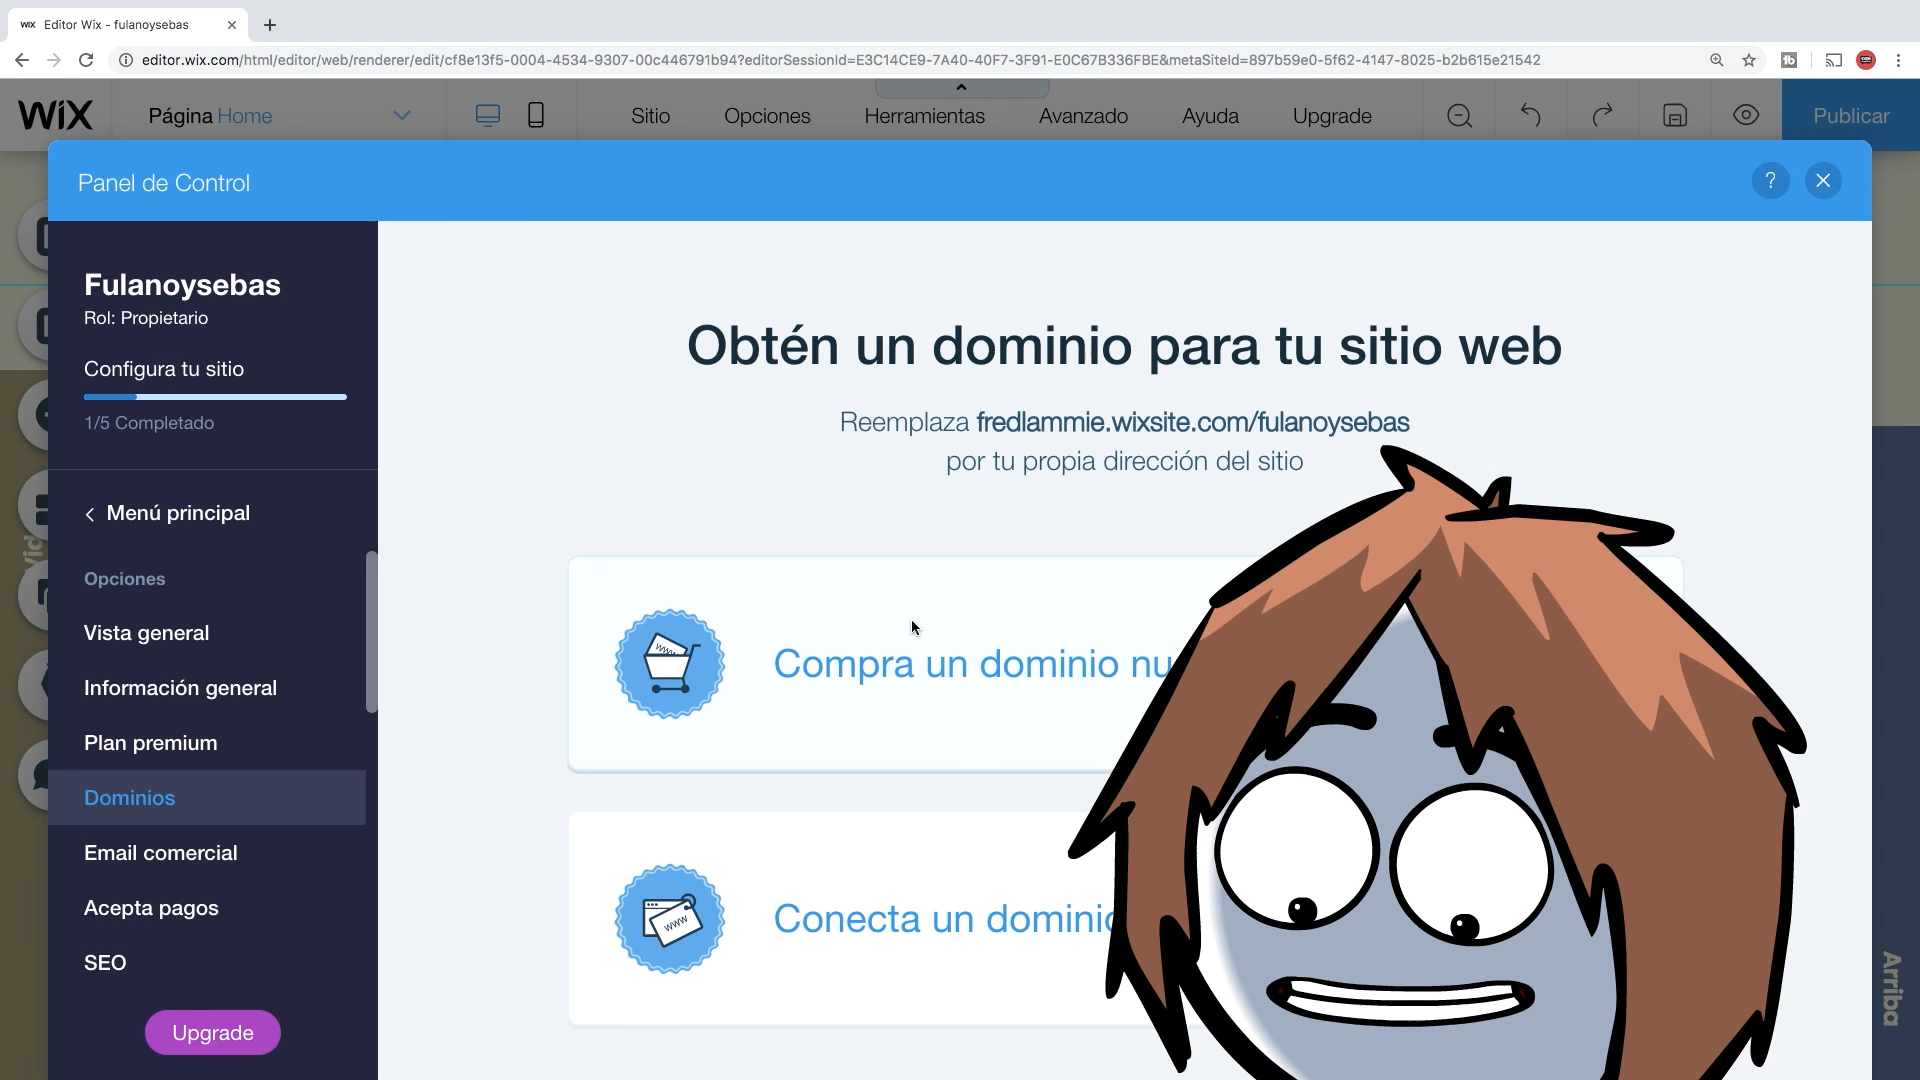 WIX Editor Wix - fulanoysebas
editor.wix.com/html/editor/web/renderer/edit/cf8e13f5-0004-4534-9307-00c446791b94?editorSessionId=E3C14CE9-7A40-40F7-3F91-E0C67B336FBE&metaSiteId=897b59e0-5f62-4147-8025-b2b615e21542
WiX Página Home Sitio Opciones Herramientas Avanzado Ayuda Upgrade Publicar
Panel de Control ?
Fulanoysebas
Rol: Propietario
Configura tu sitio
1/5 Completado
Menú principal
Opciones
Vista general
Información general
Plan premium
Dominios
Email comercial
Acepta pagos
SEO
Upgrade
Obtén un dominio para tu sitio web
Reemplaza fredlammie.wixsite.com/fulanoysebas
por tu propia dirección del sitio
www
Compra un dominio nu
www
Conecta un dominio
Arriba